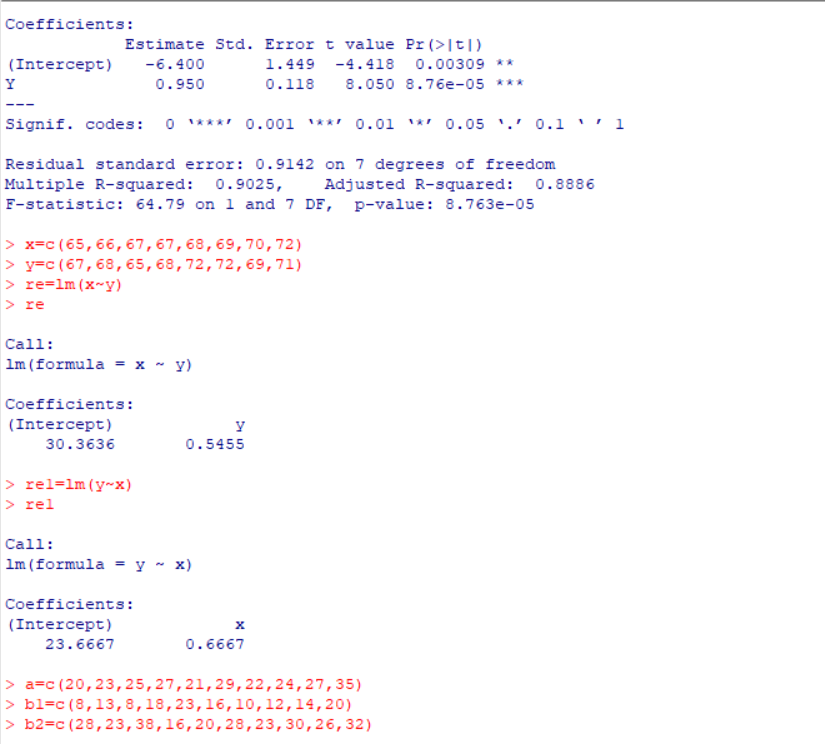 Coefficients:
            Estimate Std. Error t value Pr(>|t|)
(Intercept)   -6.400      1.449  -4.418  0.00309 **
Y              0.950      0.118   8.050 8.76e-05 ***
---
Signif. codes:  0 ‘***’ 0.001 ‘**’ 0.01 ‘*’ 0.05 ‘.’ 0.1 ‘ ’ 1
Residual standard error: 0.9142 on 7 degrees of freedom
Multiple R-squared:  0.9025,    Adjusted R-squared:  0.8886
F-statistic: 64.79 on 1 and 7 DF,  p-value: 8.763e-05
> x=c(65,66,67,67,68,69,70,72)
> y=c(67,68,65,68,72,72,69,71)
> re=lm(x~y)
> re
Call:
lm(formula = x ~ y)
Coefficients:
(Intercept)            y
    30.3636       0.5455
> re1=lm(y~x)
> re1
Call:
lm(formula = y ~ x)
Coefficients:
(Intercept)            x
    23.6667       0.6667
> a=c(20,23,25,27,21,29,22,24,27,35)
> b1=c(8,13,8,18,23,16,10,12,14,20)
> b2=c(28,23,38,16,20,28,23,30,26,32)